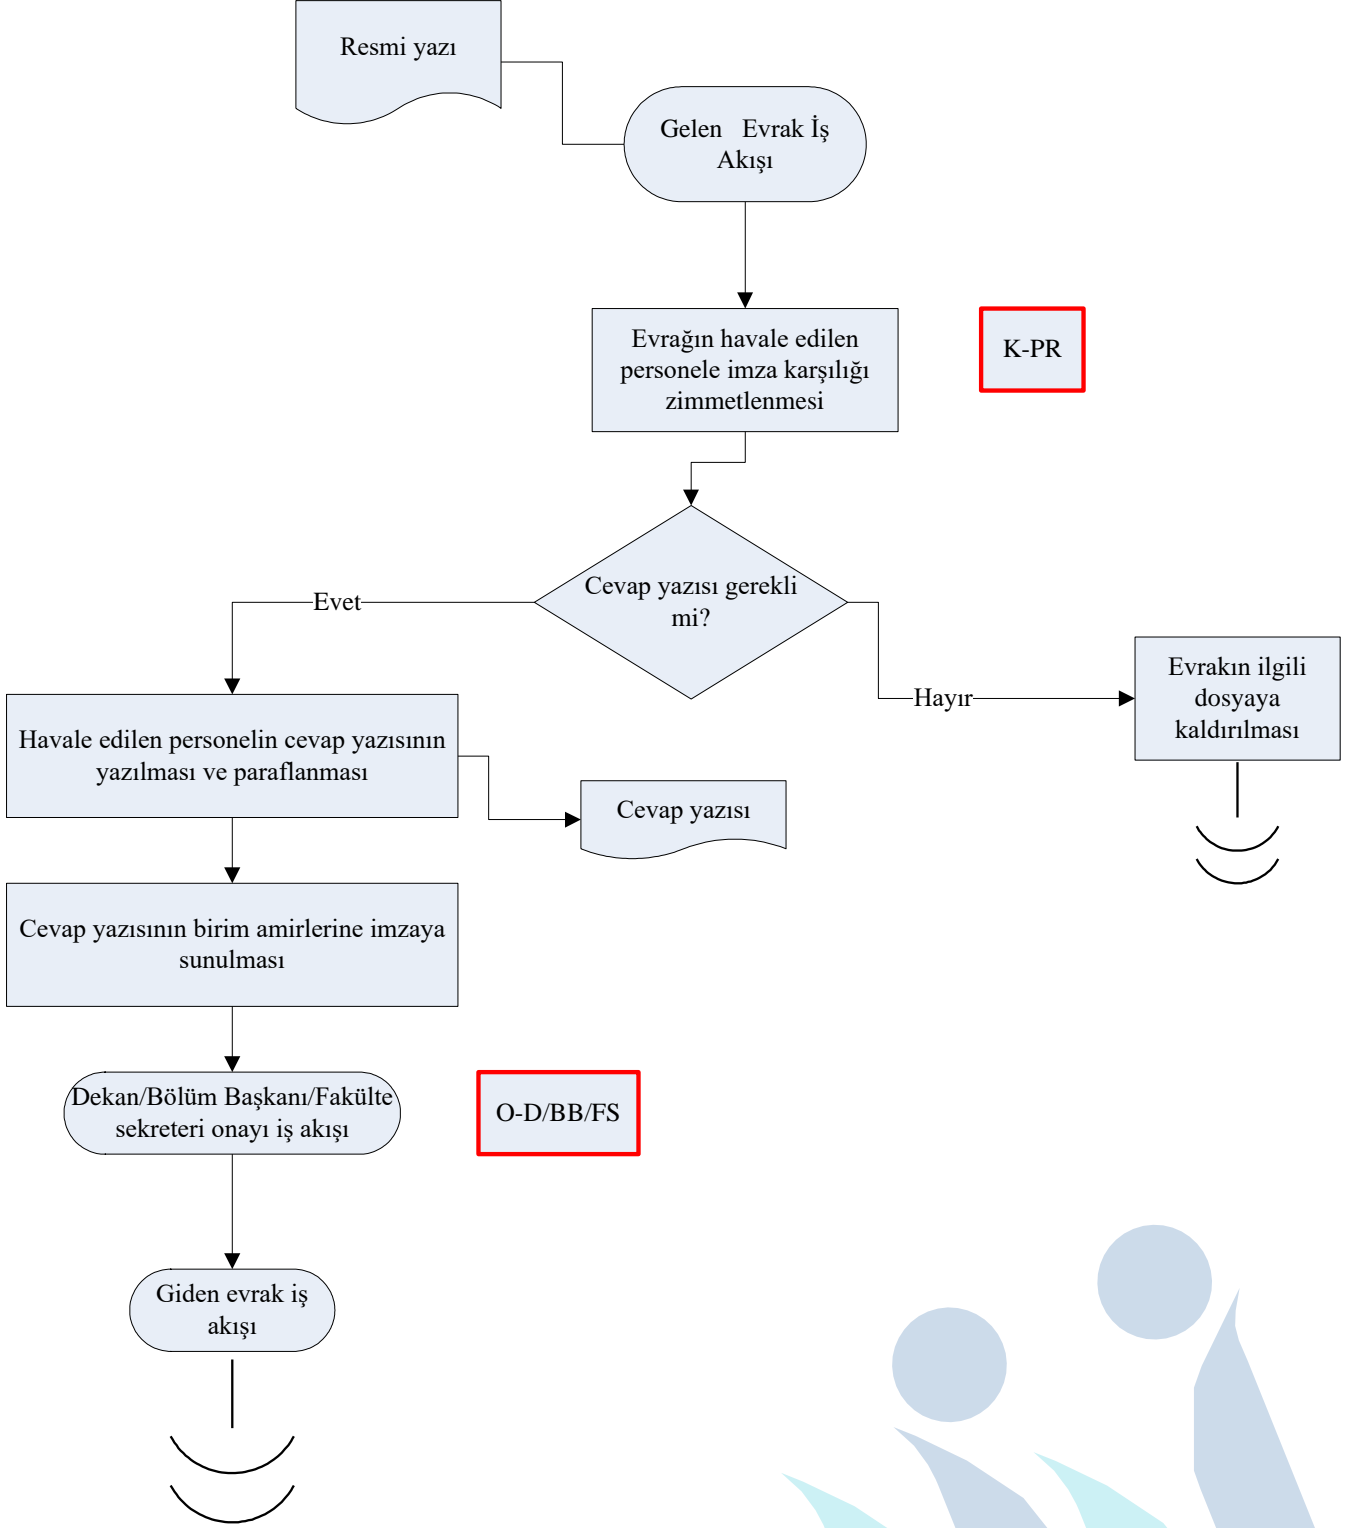 Resmi yazı
Gelen Evrak İş
Akışı
Evrağın havale edilen
personele imza karşılığı
zimmetlenmesi
K-PR
Cevap yazısı gerekli
mi?
Evet
Hayır
Evrakın ilgili
dosyaya
kaldırılması
Havale edilen personelin cevap yazısının
yazılması ve paraflanması
Cevap yazısı
Cevap yazısının birim amirlerine imzaya
sunulması
Dekan/Bölüm Başkanı/Fakülte
sekreteri onayı iş akışı
O-D/BB/FS
Giden evrak iş
akışı